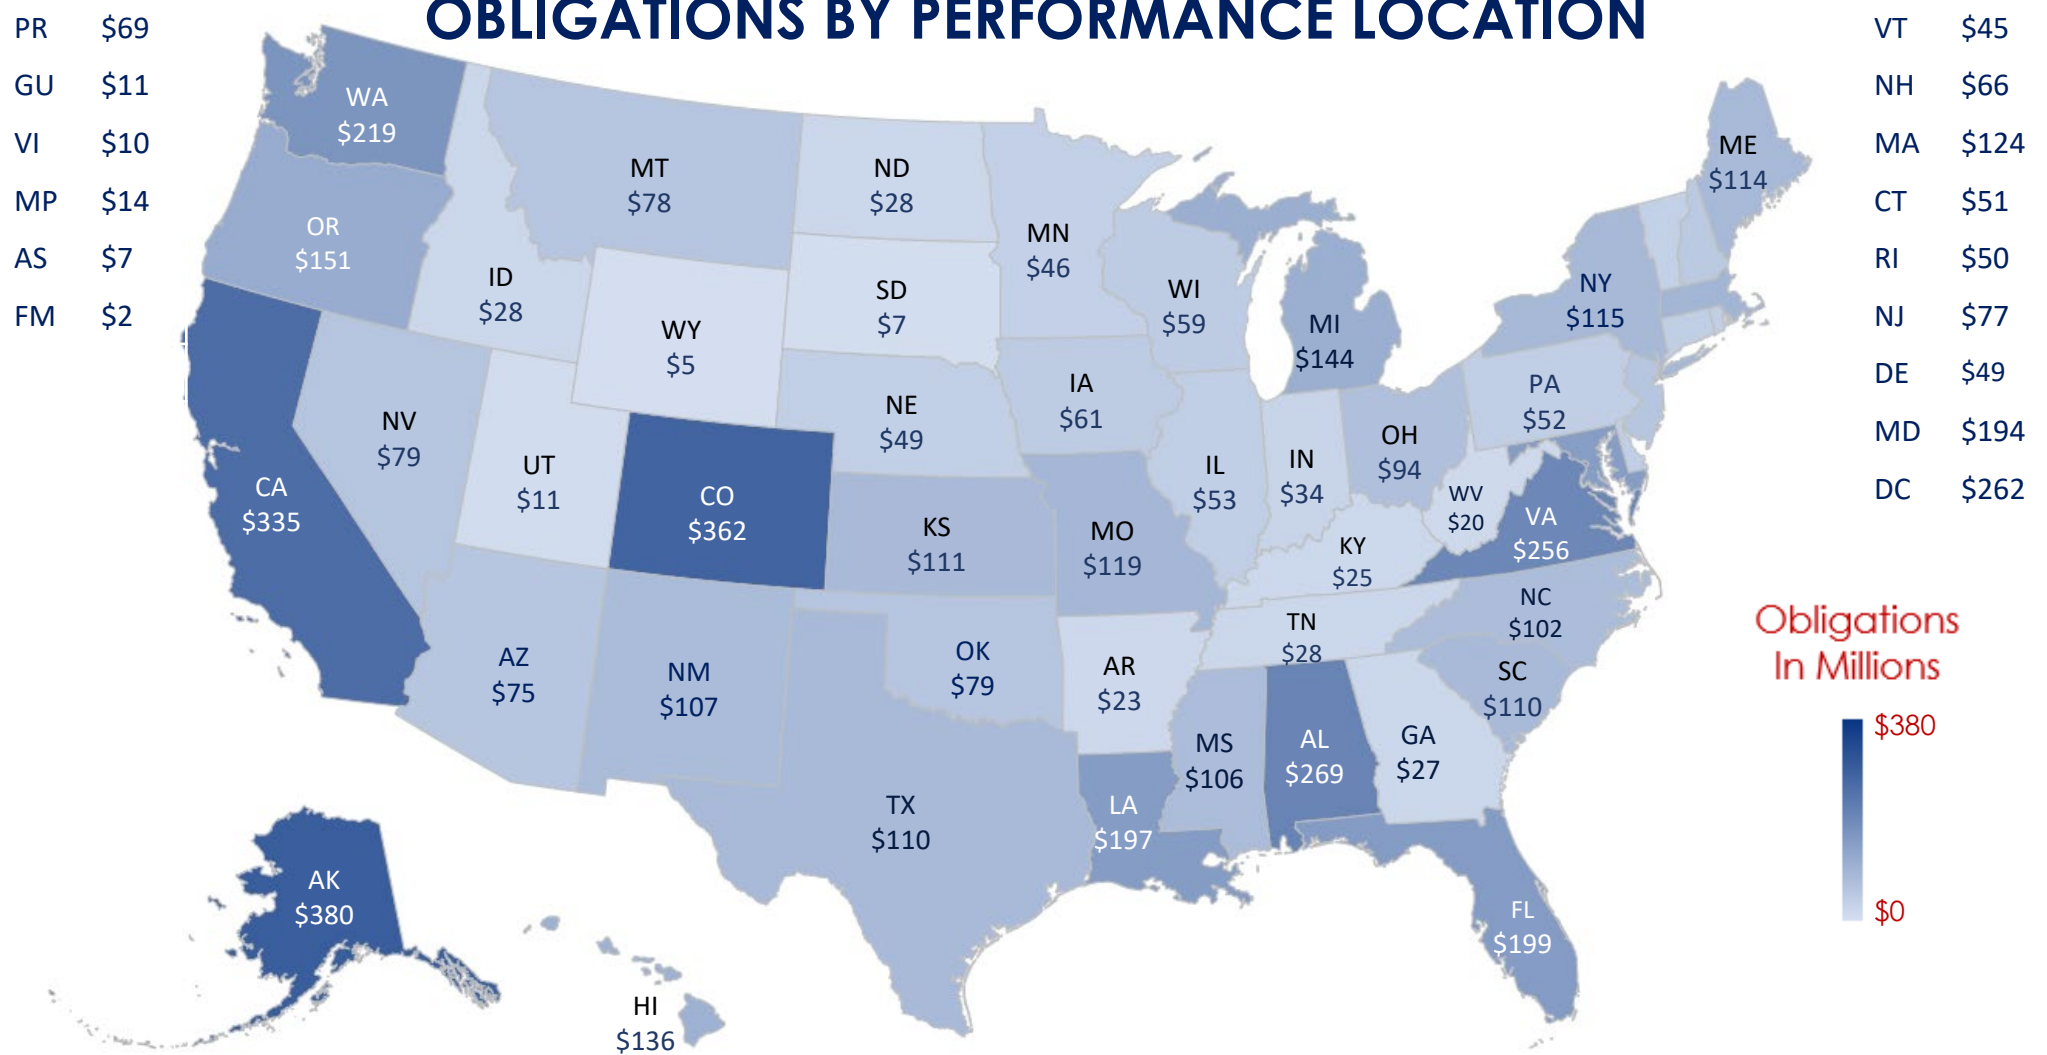 OBLIGATIONS BY PERFORMANCE LOCATION
PR $69
GU $11
VI $10
MP $14
AS $7
FM $2
VT $45
NH $66
MA $124
CT $51
RI $50
NJ $77
DE $49
MD $194
DC $262
WA
$219
OR
$151
ID
$28
MT
$78
ND
$28
MN
$46
SD
$7
WY
$5
WI
$59
MI
$144
ME
$114
NY
$115
PA
$52
CA
$335
NV
$79
UT
$11
CO
$362
NE
$49
IA
$61
IL
$53
IN
$34
OH
$94
WV
$20
VA
$256
KS
$111
MO
$119
KY
$25
NC
$102
TN
$28
SC
$110
AZ
$75
NM
$107
OK
$79
AR
$23
MS
$106
AL
$269
GA
$27
TX
$110
LA
$197
FL
$199
AK
$380
HI
$136
Obligations
In Millions
$380
$0